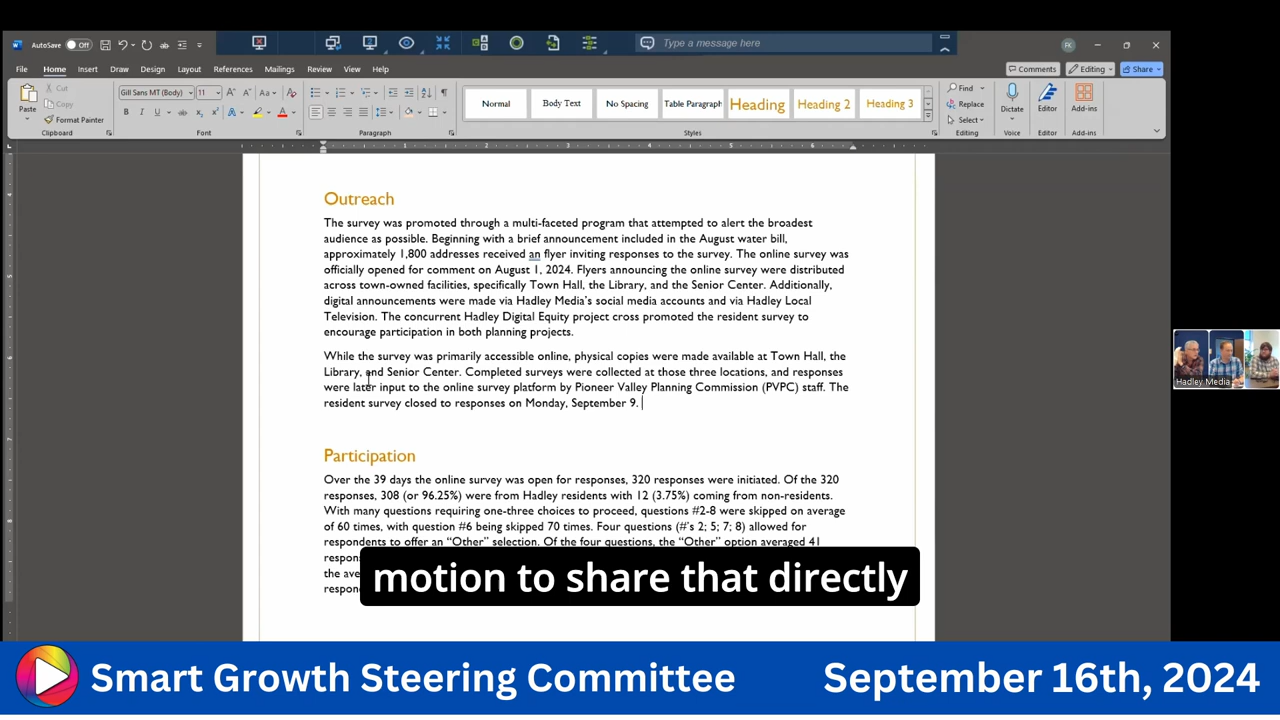 AutoSave Off
Type a message here
FK
File Home Insert Draw Design Layout References Mailings Review View Help
Comments Editing Share
Paste
Cut
Copy
Format Painter
Clipboard
Gill Sans MT (Body) 11
Font
Paragraph
Normal Body Text No Spacing Table Paragraph Heading Heading 2 Heading 3
Styles
Find
Replace
Select
Editing
Dictate
Voice
Editor
Editor
Add-ins
Add-ins
Outreach
The survey was promoted through a multi-faceted program that attempted to alert the broadest
audience as possible. Beginning with a brief announcement included in the August water bill,
approximately 1,800 addresses received an flyer inviting responses to the survey. The online survey was
officially opened for comment on August 1, 2024. Flyers announcing the online survey were distributed
across town-owned facilities, specifically Town Hall, the Library, and the Senior Center. Additionally,
digital announcements were made via Hadley Media's social media accounts and via Hadley Local
Television. The concurrent Hadley Digital Equity project cross promoted the resident survey to
encourage participation in both planning projects.
While the survey was primarily accessible online, physical copies were made available at Town Hall, the
Library, and Senior Center. Completed surveys were collected at those three locations, and responses
were later input to the online survey platform by Pioneer Valley Planning Commission (PVPC) staff. The
resident survey closed to responses on Monday, September 9.
Participation
Over the 39 days the online survey was open for responses, 320 responses were initiated. Of the 320
responses, 308 (or 96.25%) were from Hadley residents with 12 (3.75%) coming from non-residents.
With many questions requiring one-three choices to proceed, questions #2-8 were skipped on average
of 60 times, with question #6 being skipped 70 times. Four questions (#'s 2; 5; 7; 8) allowed for
respondents to offer an "Other" selection. Of the four questions, the "Other" option averaged 41
respon
the ave
respon
motion to share that directly
Hadley Media
Smart Growth Steering Committee September 16th, 2024